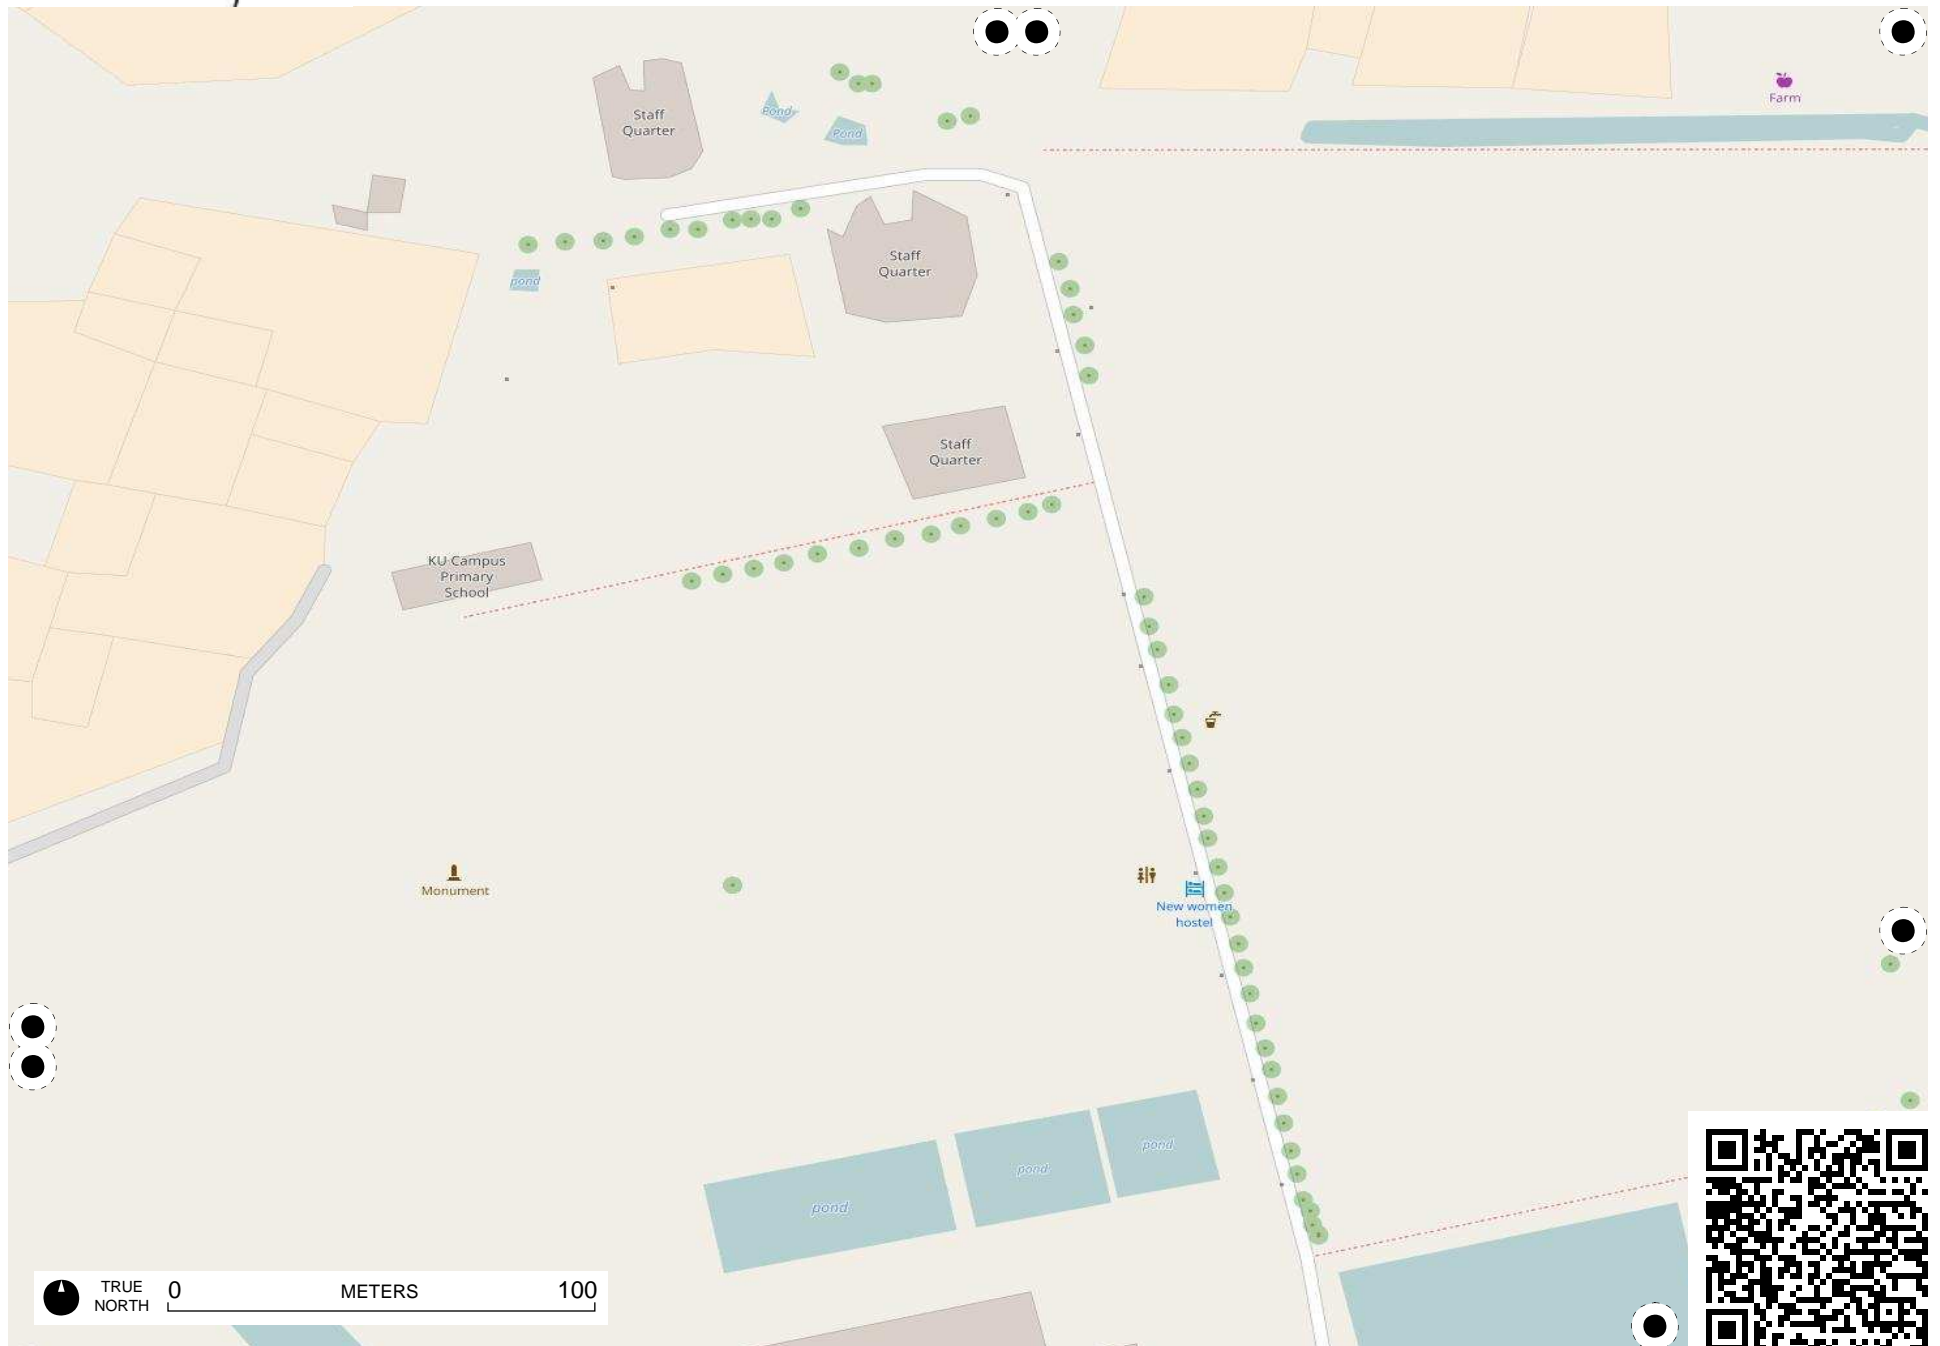 Farm
Staff
Quarter
Pond
Pond
Staff
Quarter
pond
Staff
Quarter
KU Campus
Primary
School
Monument
New women
hostel
pond
pond
pond
TRUE
NORTH
0 METERS 100